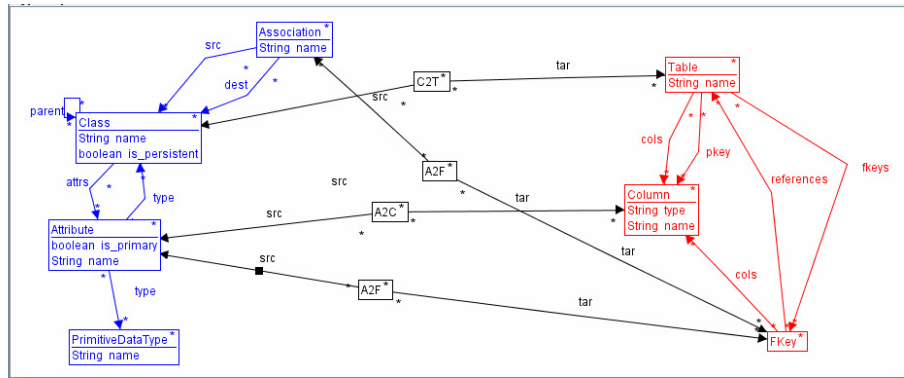 Association *
String name
src
*
dest
*
*
parent
*
*
Class *
String name
boolean is_persistent
attrs
*
*
type
*
*
Attribute *
boolean is_primary
String name
*
type
*
PrimitiveDataType *
String name
C2T *
*
*
src
tar
*
A2F *
*
*
src
tar
A2C *
*
*
src
tar
*
A2F *
*
*
src
tar
*
*
Table *
String name
*
*
cols
*
pkey
*
*
*
references
fkeys
Column *
String type
String name
*
cols
*
*
*
FKey *